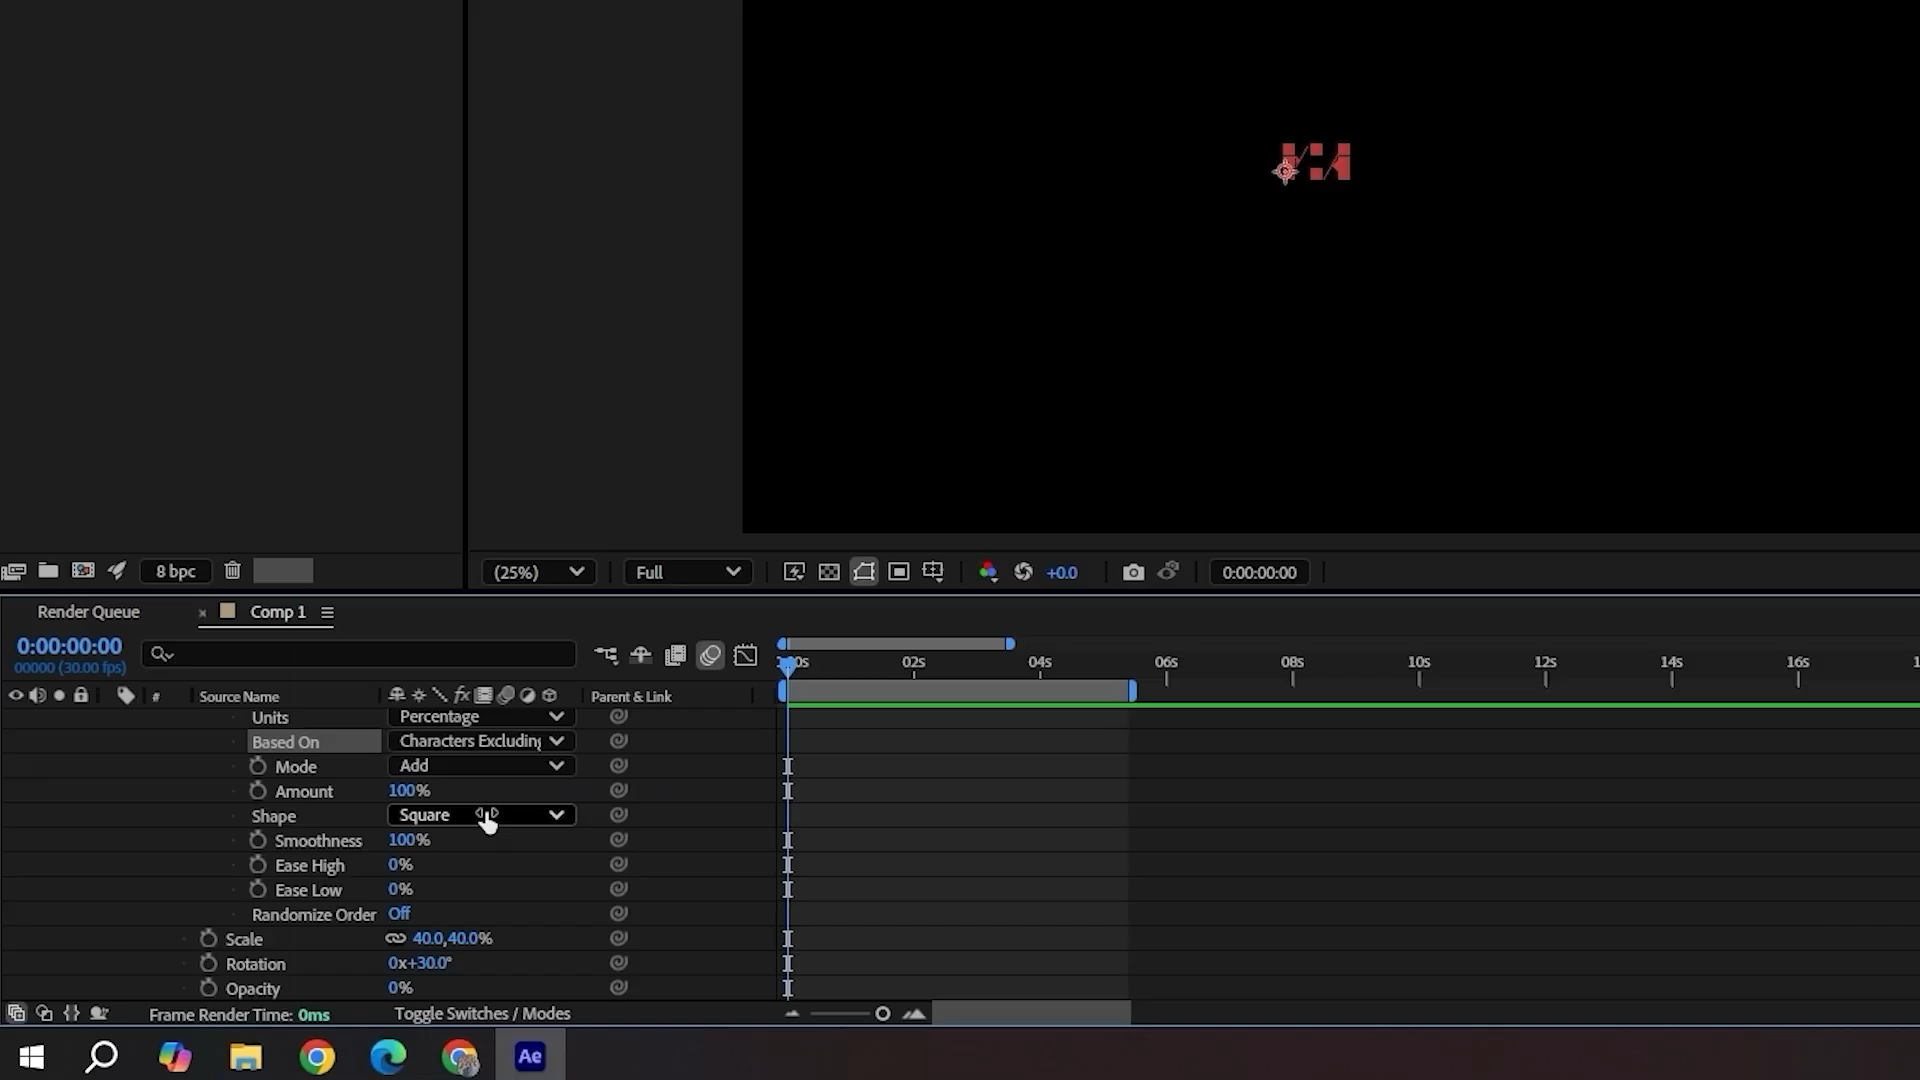 8 bpc
(25%)
Full
+0.0
0:00:00:00
Render Queue
× Comp 1
0:00:00:00
00000 (30.00 fps)
00s 02s 04s 06s 08s 10s 12s 14s 16s
# Source Name fx Parent & Link
Units Percentage
Based On Characters Excluding
Mode Add
Amount 100%
Shape Square
Smoothness 100%
Ease High 0%
Ease Low 0%
Randomize Order Off
Scale 40.0,40.0%
Rotation 0x+30.0°
Opacity 0%
Frame Render Time: 0ms
Toggle Switches / Modes
Ae